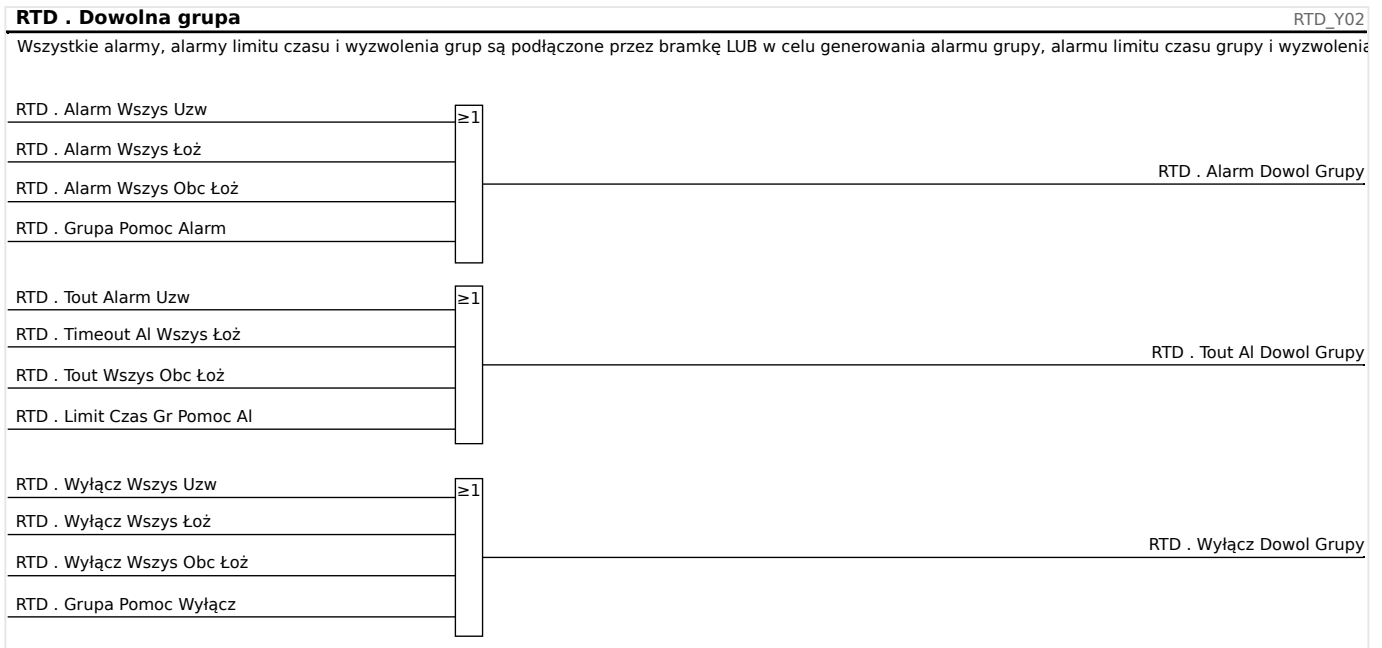 RTD . Dowolna grupa
RTD_Y02
Wszystkie alarmy, alarmy limitu czasu i wyzwolenia grup są podłączone przez bramkę LUB w celu generowania alarmu grupy, alarmu limitu czasu grupy i wyzwolenia
RTD . Alarm Wszys Uzw
≥1
RTD . Alarm Wszys Łoż
RTD . Alarm Dowol Grupy
RTD . Alarm Wszys Obc Łoż
RTD . Grupa Pomoc Alarm
RTD . Tout Alarm Uzw
≥1
RTD . Timeout Al Wszys Łoż
RTD . Tout Al Dowol Grupy
RTD . Tout Wszys Obc Łoż
RTD . Limit Czas Gr Pomoc Al
RTD . Wyłącz Wszys Uzw
≥1
RTD . Wyłącz Wszys Łoż
RTD . Wyłącz Dowol Grupy
RTD . Wyłącz Wszys Obc Łoż
RTD . Grupa Pomoc Wyłącz